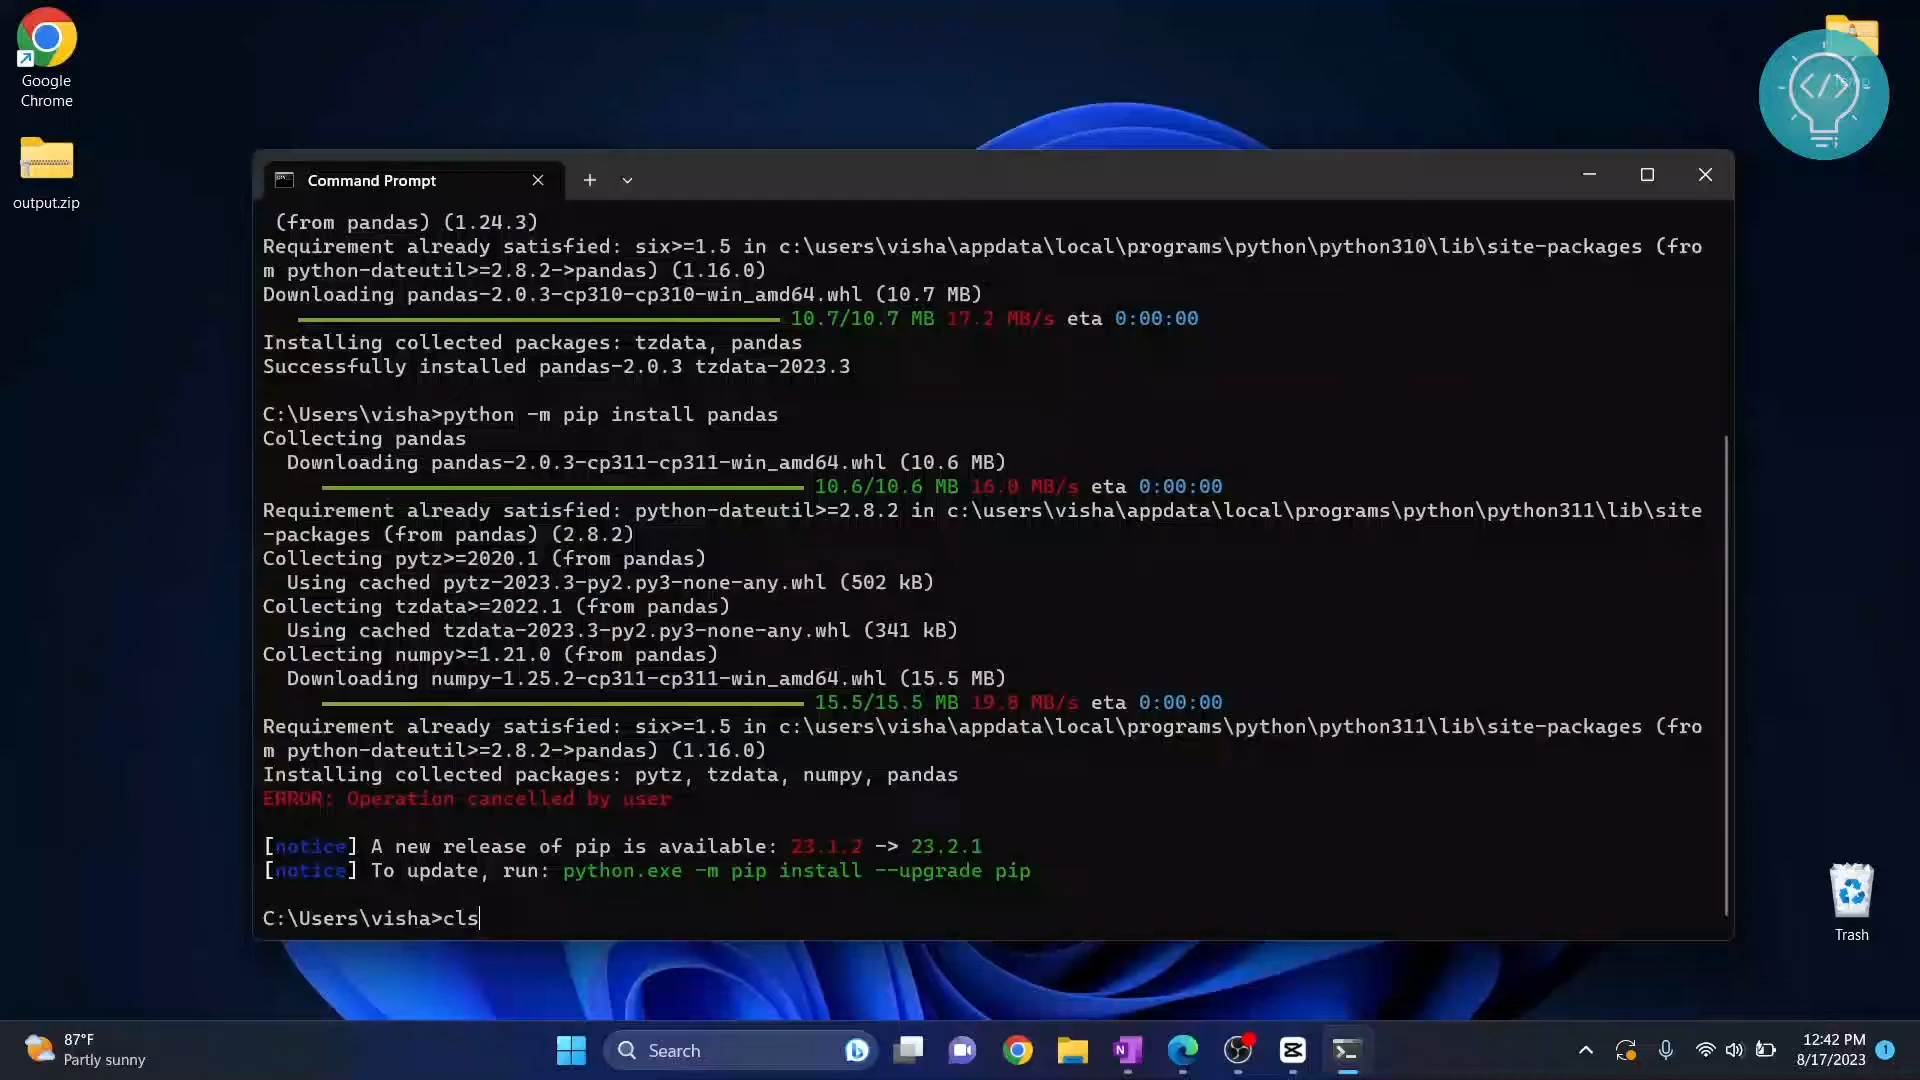 Google
Chrome
output.zip
</>
Command Prompt
(from pandas) (1.24.3)
Requirement already satisfied: six>=1.5 in c:\users\visha\appdata\local\programs\python\python310\lib\site-packages (fro
m python-dateutil>=2.8.2->pandas) (1.16.0)
Downloading pandas-2.0.3-cp310-cp310-win_amd64.whl (10.7 MB)
10.7/10.7 MB 17.2 MB/s eta 0:00:00
Installing collected packages: tzdata, pandas
Successfully installed pandas-2.0.3 tzdata-2023.3
C:\Users\visha>python -m pip install pandas
Collecting pandas
Downloading pandas-2.0.3-cp311-cp311-win_amd64.whl (10.6 MB)
10.6/10.6 MB 16.0 MB/s eta 0:00:00
Requirement already satisfied: python-dateutil>=2.8.2 in c:\users\visha\appdata\local\programs\python\python311\lib\site
-packages (from pandas) (2.8.2)
Collecting pytz>=2020.1 (from pandas)
Using cached pytz-2023.3-py2.py3-none-any.whl (502 kB)
Collecting tzdata>=2022.1 (from pandas)
Using cached tzdata-2023.3-py2.py3-none-any.whl (341 kB)
Collecting numpy>=1.21.0 (from pandas)
Downloading numpy-1.25.2-cp311-cp311-win_amd64.whl (15.5 MB)
15.5/15.5 MB 19.8 MB/s eta 0:00:00
Requirement already satisfied: six>=1.5 in c:\users\visha\appdata\local\programs\python\python311\lib\site-packages (fro
m python-dateutil>=2.8.2->pandas) (1.16.0)
Installing collected packages: pytz, tzdata, numpy, pandas
ERROR: Operation cancelled by user
[notice] A new release of pip is available: 23.1.2 -> 23.2.1
[notice] To update, run: python.exe -m pip install --upgrade pip
C:\Users\visha>cls
Trash
87°F
Partly sunny
Search
12:42 PM
8/17/2023
1